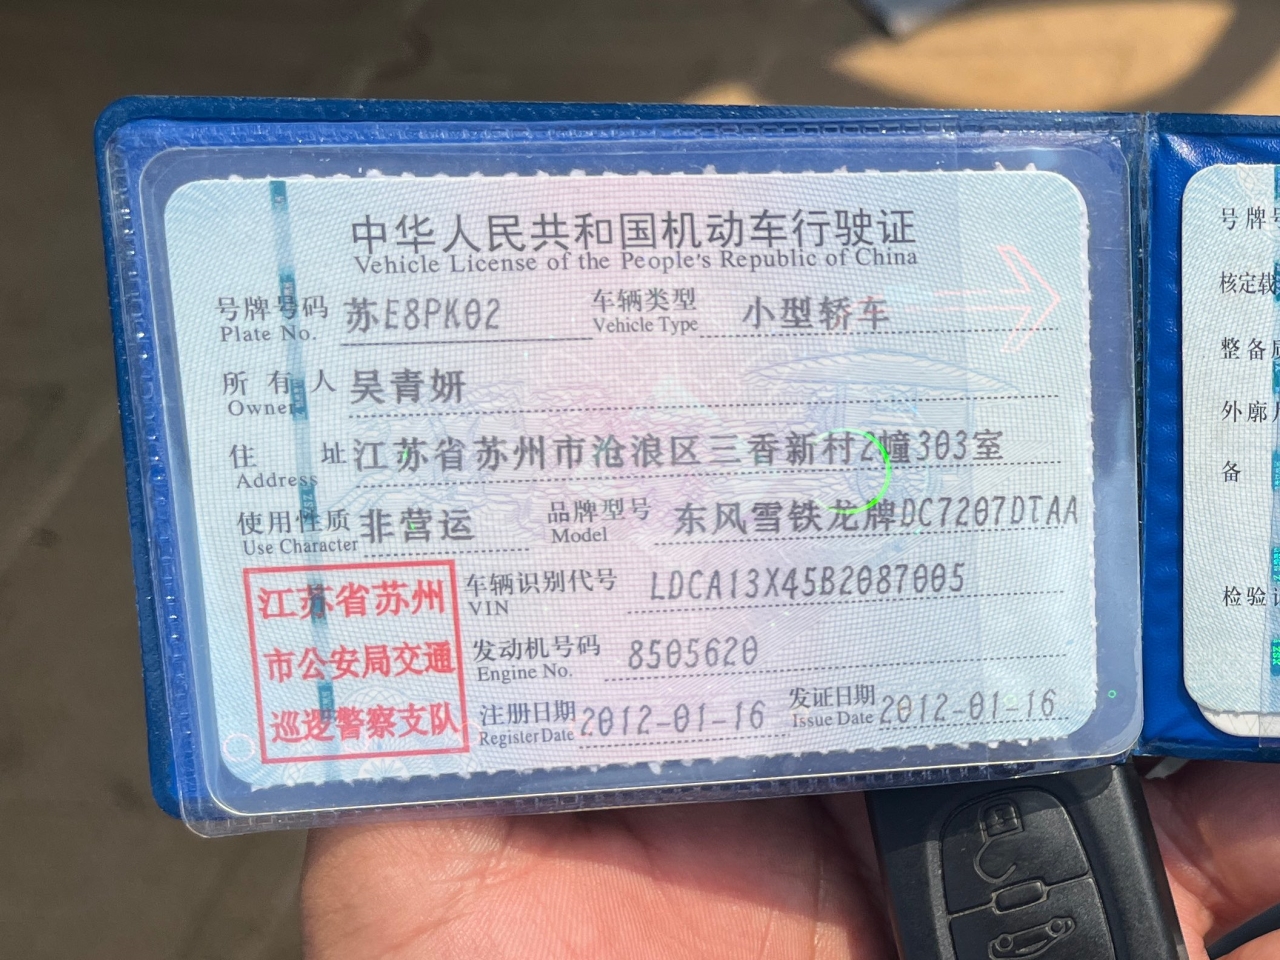 中华人民共和国机动车行驶证
Vehicle License of the People's Republic of China
号牌号码 苏E8PK02 车辆类型 小型轿车
Plate No. Vehicle Type
所有人 吴青妍
Owner
住址 江苏省苏州市沧浪区三香新村2幢303室
Address
使用性质 非营运 品牌型号 东风雪铁龙牌DC7207DTAA
Use Character Model
江苏省苏州
市公安局交通
巡逻警察支队
车辆识别代号 LDCA13X45B2087005
VIN
发动机号码 8505620
Engine No.
注册日期 2012-01-16 发证日期 2012-01-16
Register Date Issue Date
号牌
核定载
整备
外廓
备
检验